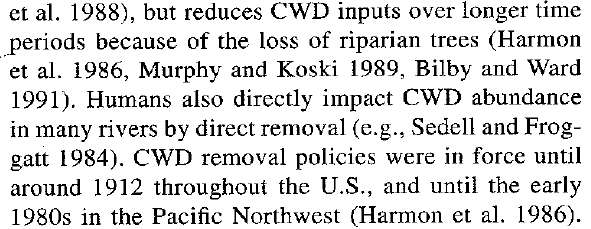 et al. 1988), but reduces CWD inputs over longer time
periods because of the loss of riparian trees (Harmon
et al. 1986, Murphy and Koski 1989, Bilby and Ward
1991). Humans also directly impact CWD abundance
in many rivers by direct removal (e.g., Sedell and Frog-
gatt 1984). CWD removal policies were in force until
around 1912 throughout the U.S., and until the early
1980s in the Pacific Northwest (Harmon et al. 1986).